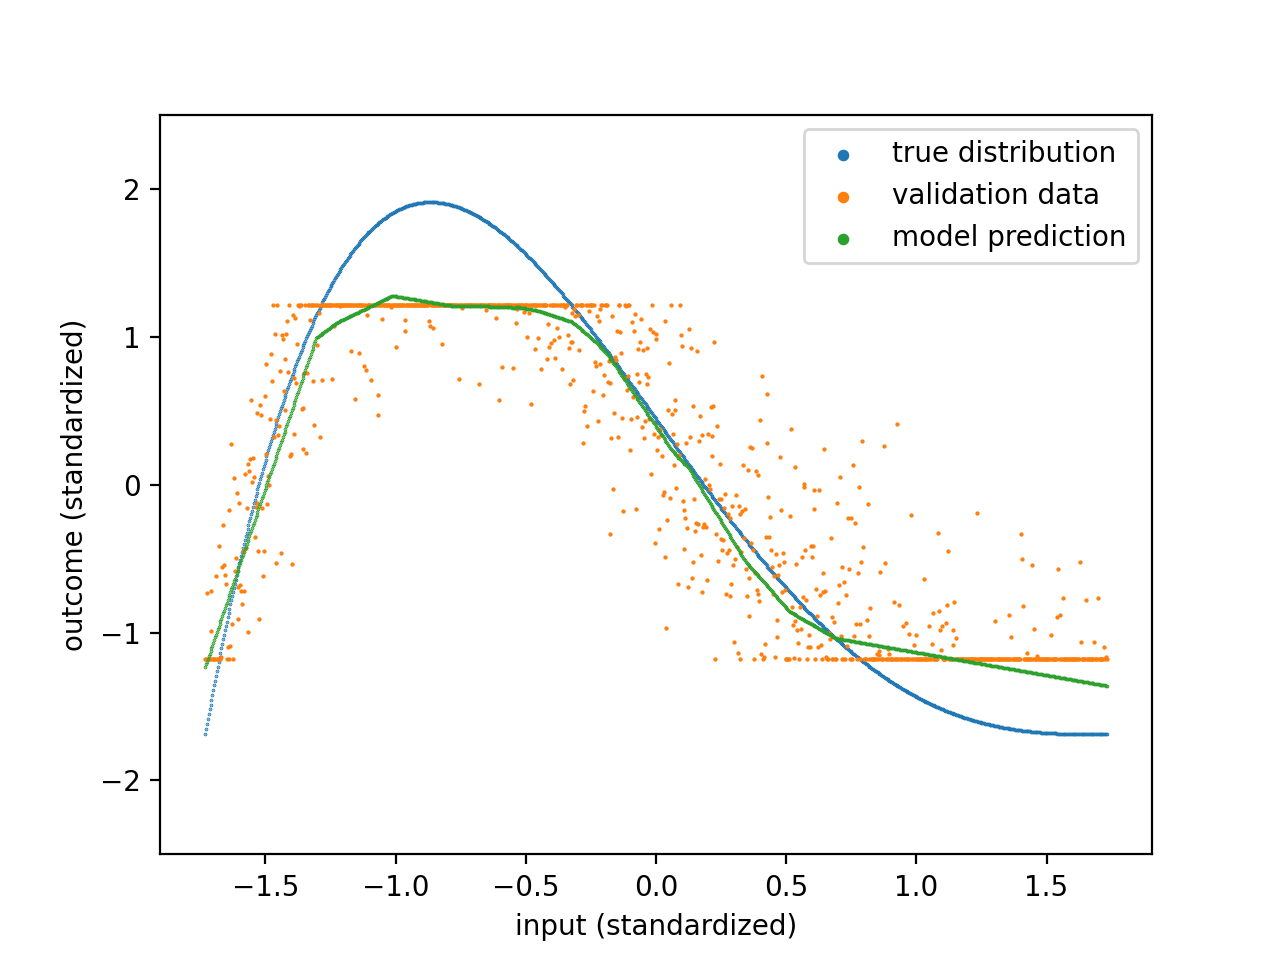 true distribution
validation data
model prediction
outcome (standardized)
2
1
0
−1
−2
−1.5 −1.0 −0.5 0.0 0.5 1.0 1.5
input (standardized)